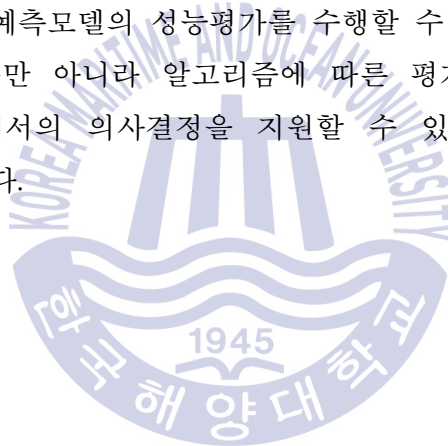 예측모델의 성능평가를 수행할 수
만 아니라 알고리즘에 따른 평가
서의 의사결정을 지원할 수 있
다.
KOREA MARITIME AND OCEAN UNIVERSITY
1945
한국해양대학교